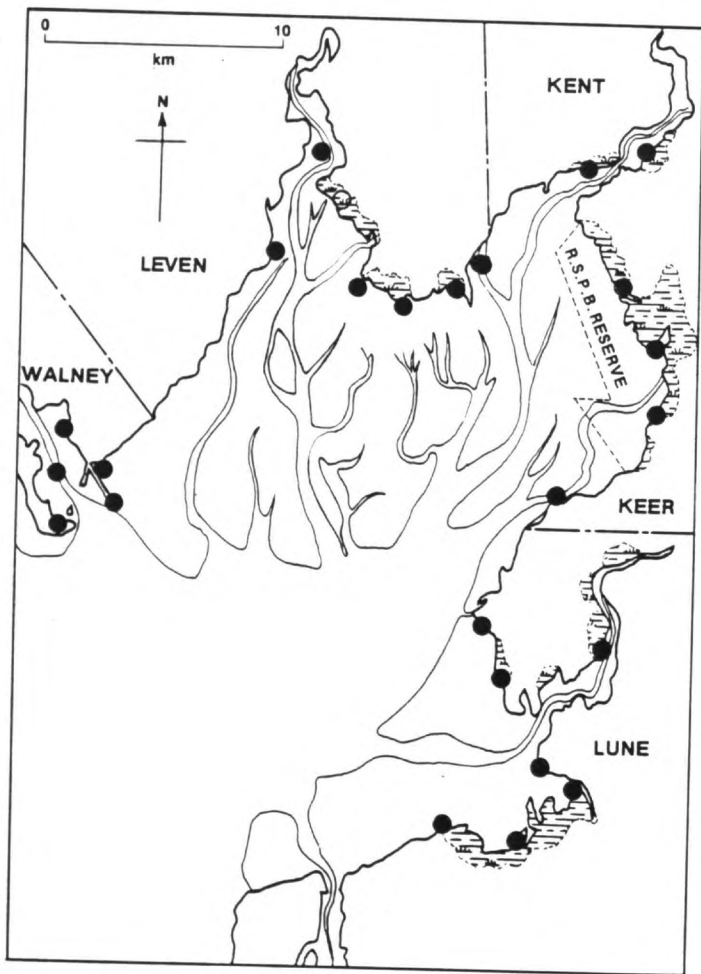 0 10
km
N
KENT
LEVEN
R.S.P.B. RESERVE
WALNEY
KEER
LUNE